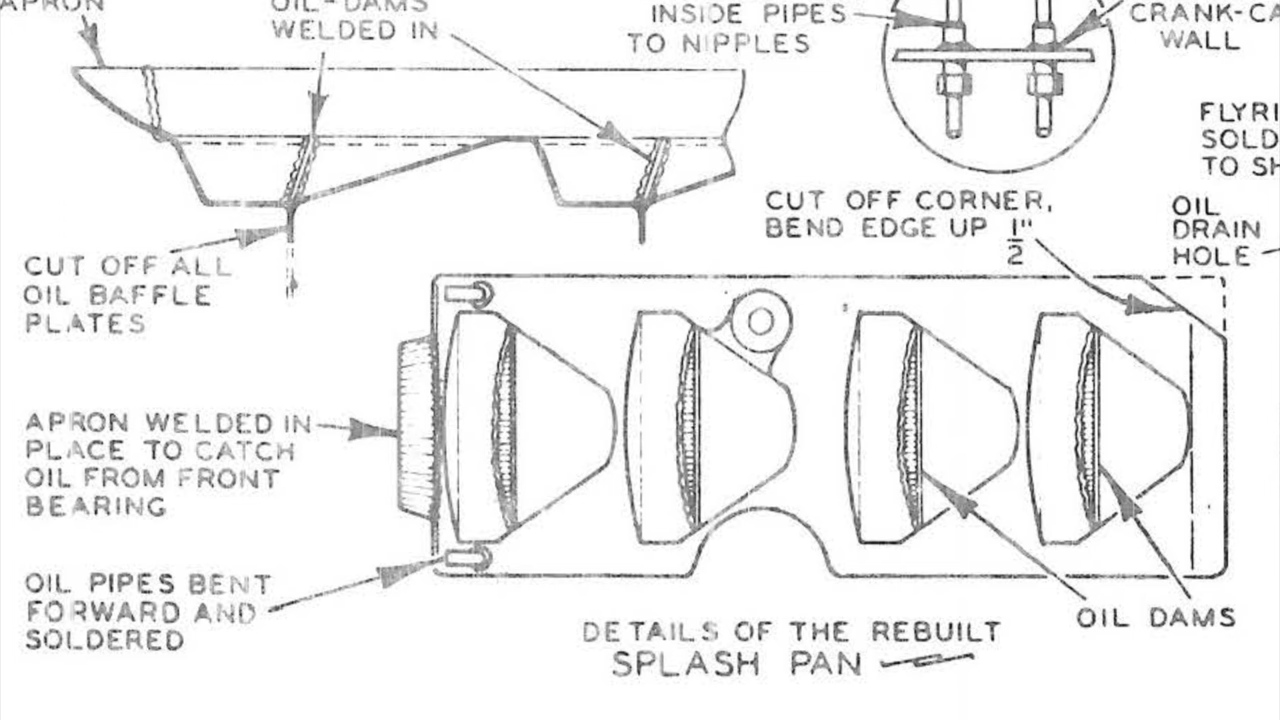 APRON
OIL-DAMS
WELDED IN
INSIDE PIPES
TO NIPPLES
CRANK-CA
WALL
FLYRI
SOLD
TO SH
CUT OFF CORNER,
BEND EDGE UP 1/2"
OIL
DRAIN
HOLE
CUT OFF ALL
OIL BAFFLE
PLATES
APRON WELDED IN
PLACE TO CATCH
OIL FROM FRONT
BEARING
OIL PIPES BENT
FORWARD AND
SOLDERED
OIL DAMS
DETAILS OF THE REBUILT
SPLASH PAN